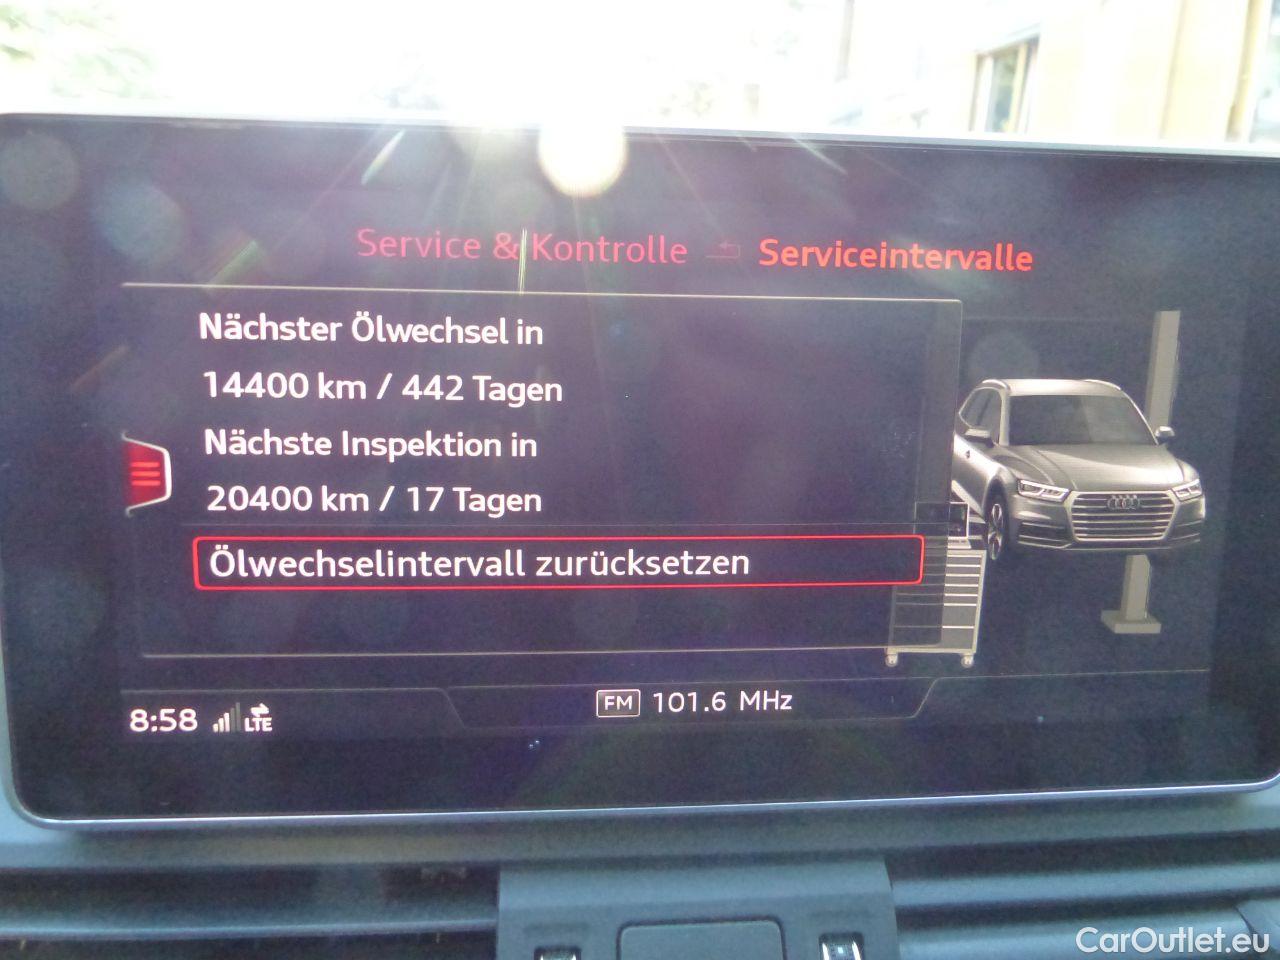 Service & Kontrolle Serviceintervalle
Nächster Ölwechsel in
14400 km / 442 Tagen
Nächste Inspektion in
20400 km / 17 Tagen
Ölwechselintervall zurücksetzen
8:58 LTE FM 101.6 MHz
CarOutlet.eu